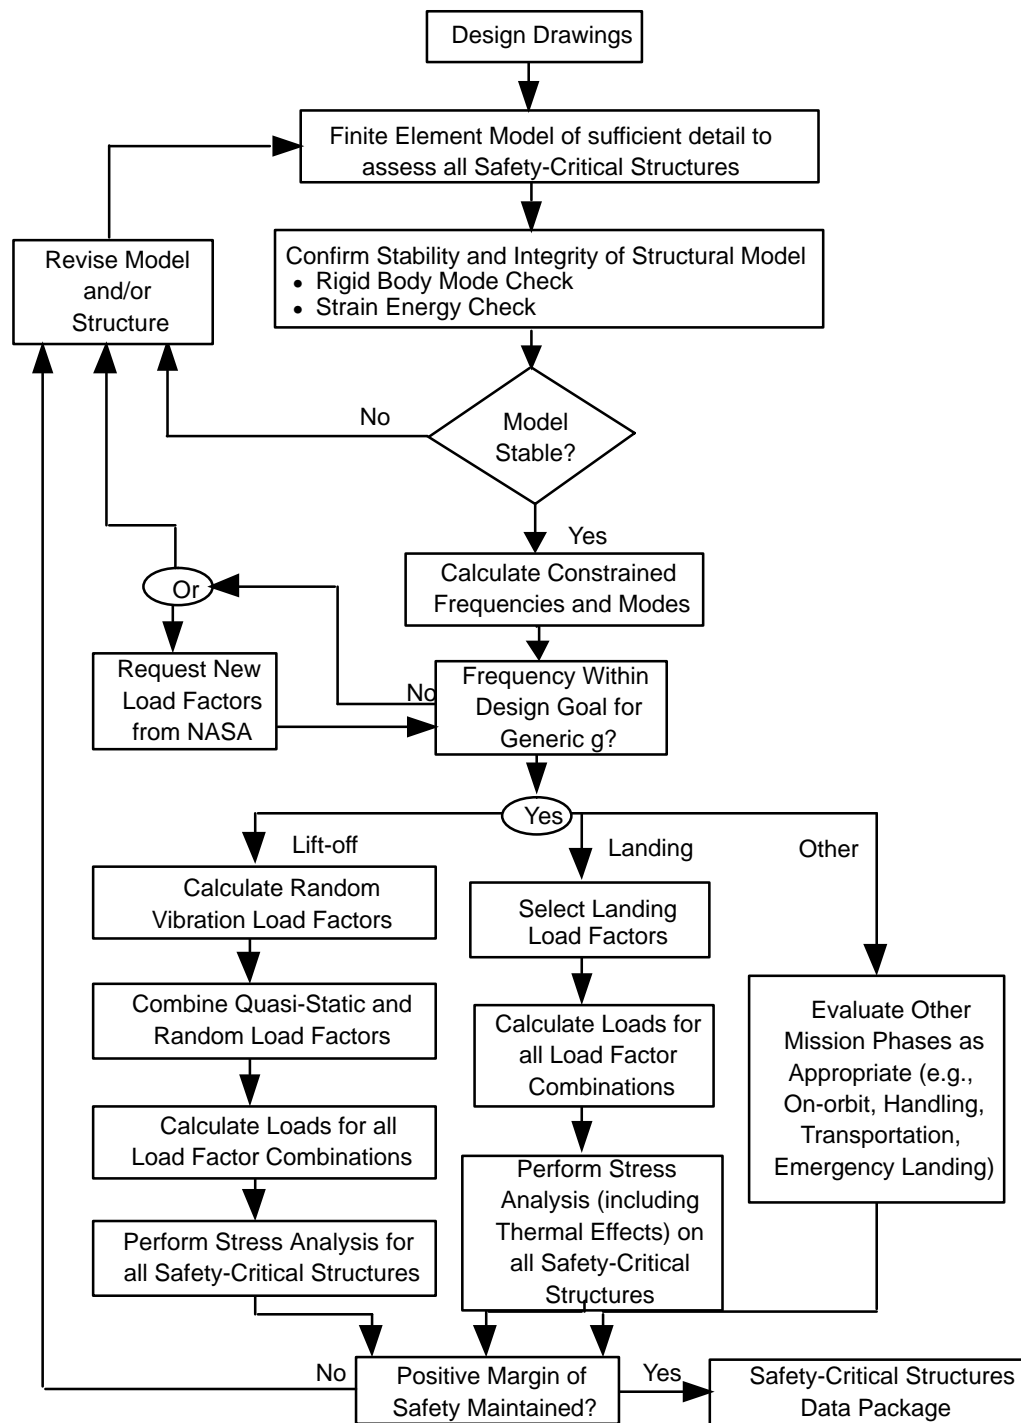 Design Drawings
Finite Element Model of sufficient detail to
assess all Safety-Critical Structures
Revise Model
and/or
Structure
Confirm Stability and Integrity of Structural Model
• Rigid Body Mode Check
• Strain Energy Check
No
Model
Stable?
Yes
Or
Calculate Constrained
Frequencies and Modes
Request New
Load Factors
from NASA
No
Frequency Within
Design Goal for
Generic g?
Yes
Lift-off
Landing
Other
Calculate Random
Vibration Load Factors
Select Landing
Load Factors
Combine Quasi-Static and
Random Load Factors
Calculate Loads for
all Load Factor
Combinations
Evaluate Other
Mission Phases as
Appropriate (e.g.,
On-orbit, Handling,
Transportation,
Emergency Landing)
Calculate Loads for all
Load Factor Combinations
Perform Stress
Analysis (including
Thermal Effects) on
all Safety-Critical
Structures
Perform Stress Analysis for
all Safety-Critical Structures
No
Positive Margin of
Safety Maintained?
Yes
Safety-Critical Structures
Data Package